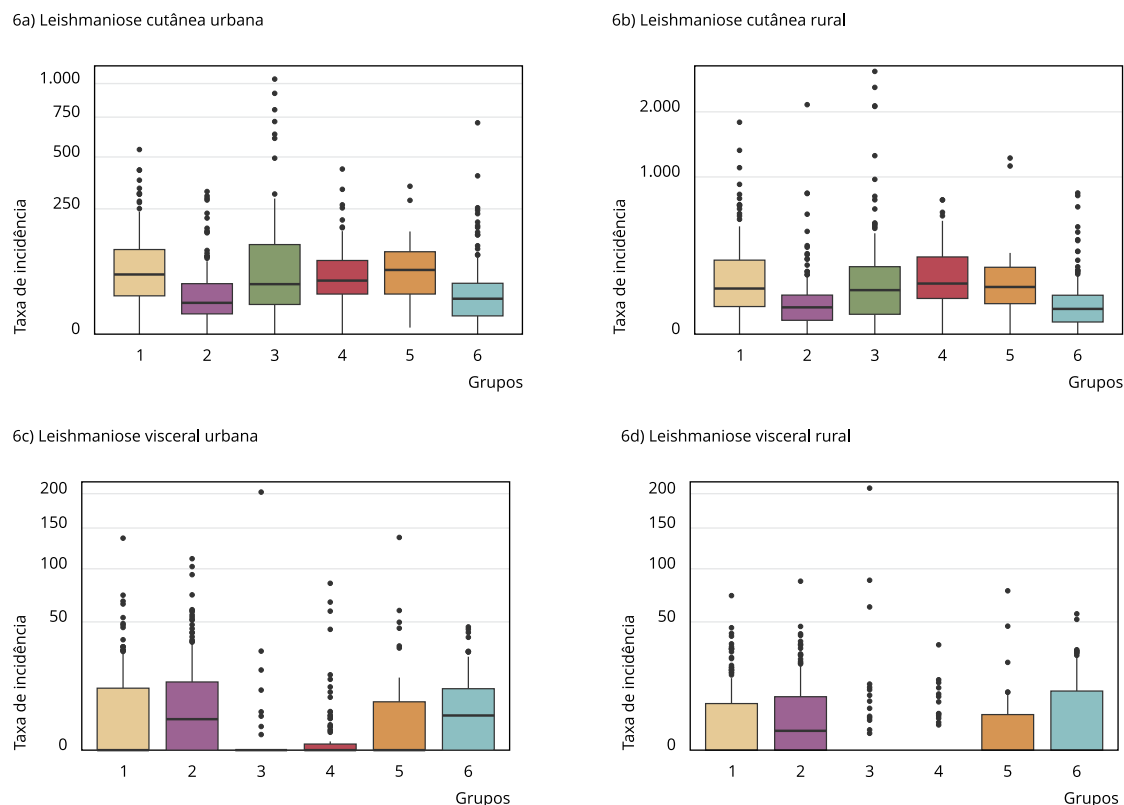 6a) Leishmaniose cutânea urbana
Taxa de incidência
1.000
750
500
250
0
1 2 3 4 5 6
Grupos
6b) Leishmaniose cutânea rural
Taxa de incidência
2.000
1.000
0
1 2 3 4 5 6
Grupos
6c) Leishmaniose visceral urbana
Taxa de incidência
200
150
100
50
0
1 2 3 4 5 6
Grupos
6d) Leishmaniose visceral rural
Taxa de incidência
200
150
100
50
0
1 2 3 4 5 6
Grupos